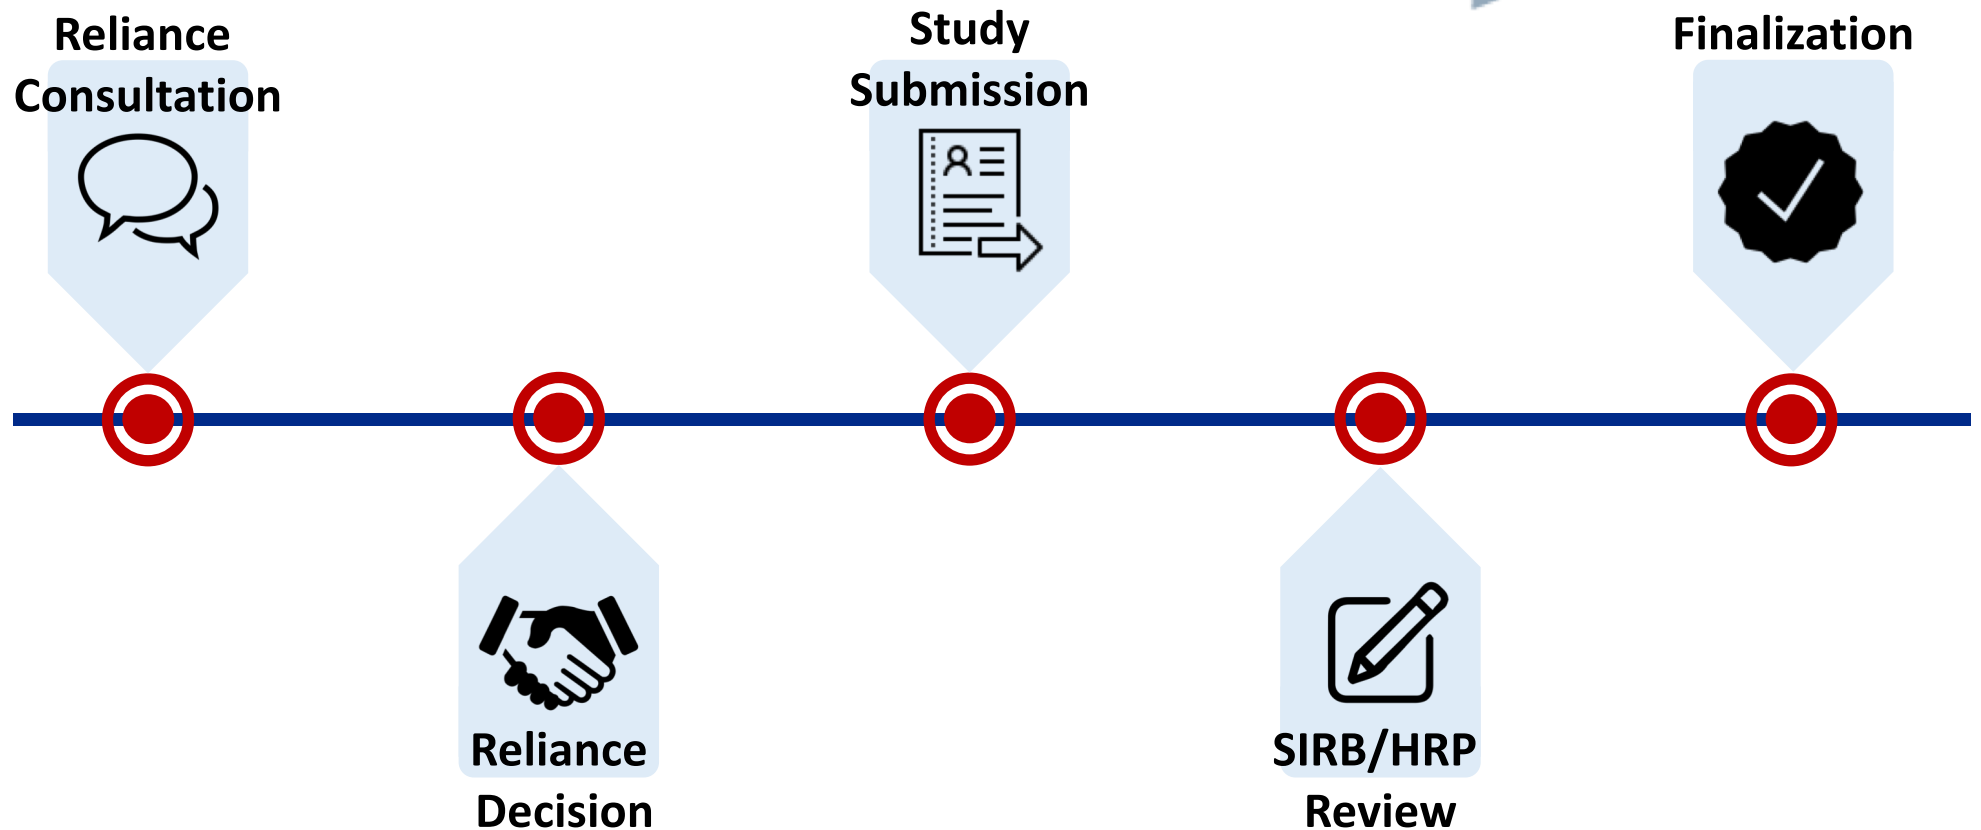 Reliance
Consultation
Reliance
Decision
Study
Submission
SIRB/HRP
Review
Finalization